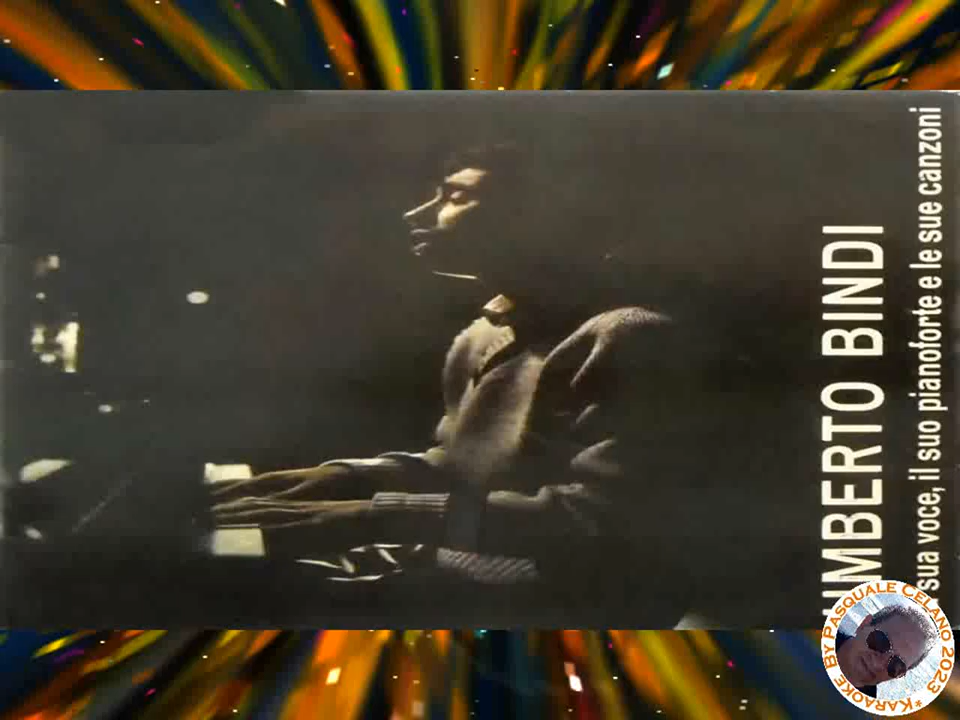 UMBERTO BINDI
sua voce, il suo pianoforte e le sue canzoni
* KARAOKE BY PASQUALE CELANO 2023